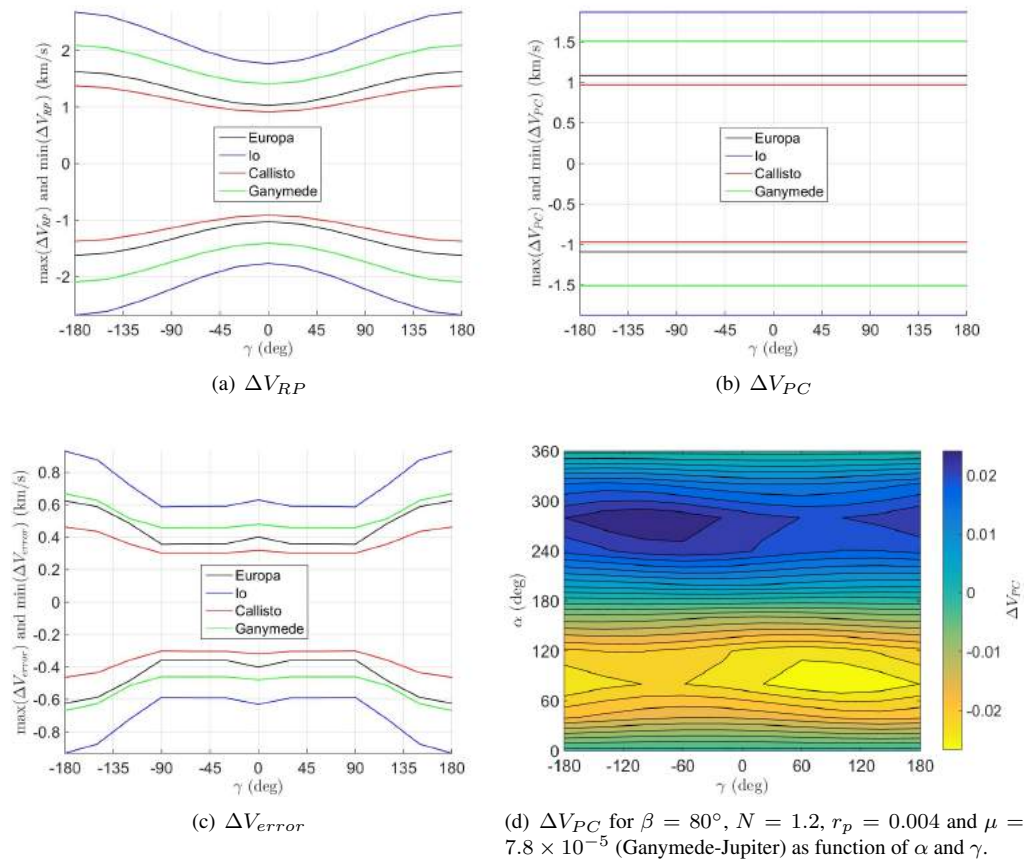 max(ΔV_RP) and min(ΔV_RP) (km/s)
2
1
0
-1
-2
Europa
Io
Callisto
Ganymede
-180 -135 -90 -45 0 45 90 135 180
γ (deg)
(a) ΔV_RP
max(ΔV_PC) and min(ΔV_PC) (km/s)
1.5
1
0.5
0
-0.5
-1
-1.5
Europa
Io
Callisto
Ganymede
-180 -135 -90 -45 0 45 90 135 180
γ (deg)
(b) ΔV_PC
max(ΔV_error) and min(ΔV_error) (km/s)
0.8
0.6
0.4
0.2
0
-0.2
-0.4
-0.6
-0.8
Europa
Io
Callisto
Ganymede
-180 -135 -90 -45 0 45 90 135 180
γ (deg)
(c) ΔV_error
α (deg)
360
300
240
180
120
60
0
-180 -120 -60 0 60 120 180
γ (deg)
0.02
0.01
0
-0.01
-0.02
ΔV_PC
(d) ΔV_PC for β = 80°, N = 1.2, r_p = 0.004 and μ =
7.8 × 10⁻⁵ (Ganymede-Jupiter) as function of α and γ.